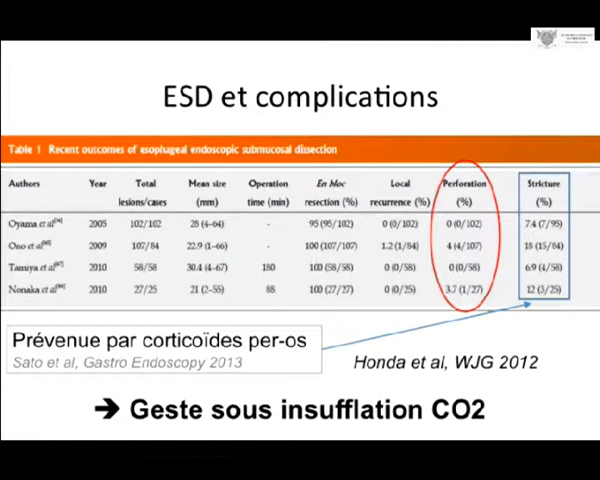 ESD et complications
Table 1 Recent outcomes of esophageal endoscopic submucosal dissection
Authors Year Total lesions/cases Mean size (mm) Operation time (min) En bloc resection (%) Local recurrence (%) Perforation (%) Stricture (%)
Oyama et al 2005 102/102 28 (4-64) - 95 (95/102) 0 (0/102) 0 (0/102) 7.4 (7/95)
Ono et al 2009 107/84 22.9 (1-66) - 100 (107/107) 1.2 (1/84) 4 (4/107) 18 (15/84)
Tamiya et al 2010 58/58 30.4 (4-67) 180 100 (58/58) 0 (0/58) 0 (0/58) 6.9 (4/58)
Nonaka et al 2010 27/25 21 (2-55) 88 100 (27/27) 0 (0/25) 3.7 (1/27) 12 (3/25)
Prévenue par corticoïdes per-os
Sato et al, Gastro Endoscopy 2013
Honda et al, WJG 2012
➔ Geste sous insufflation CO2